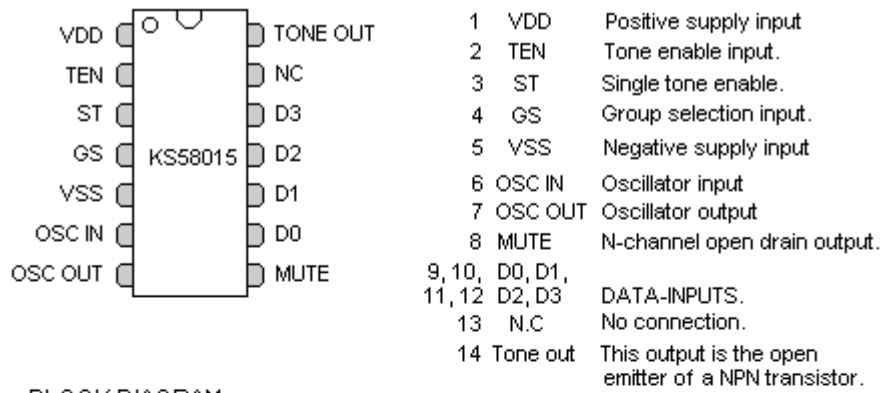 VDD
TEN
ST
GS
VSS
OSC IN
OSC OUT
KS58015
TONE OUT
NC
D3
D2
D1
D0
MUTE
1 VDD Positive supply input
2 TEN Tone enable input.
3 ST Single tone enable.
4 GS Group selection input.
5 VSS Negative supply input
6 OSC IN Oscillator input
7 OSC OUT Oscillator output
8 MUTE N-channel open drain output.
9, 10, D0, D1,
11, 12 D2, D3 DATA-INPUTS.
13 N.C No connection.
14 Tone out This output is the open
emitter of a NPN transistor.
BLOCK DIAGRAM